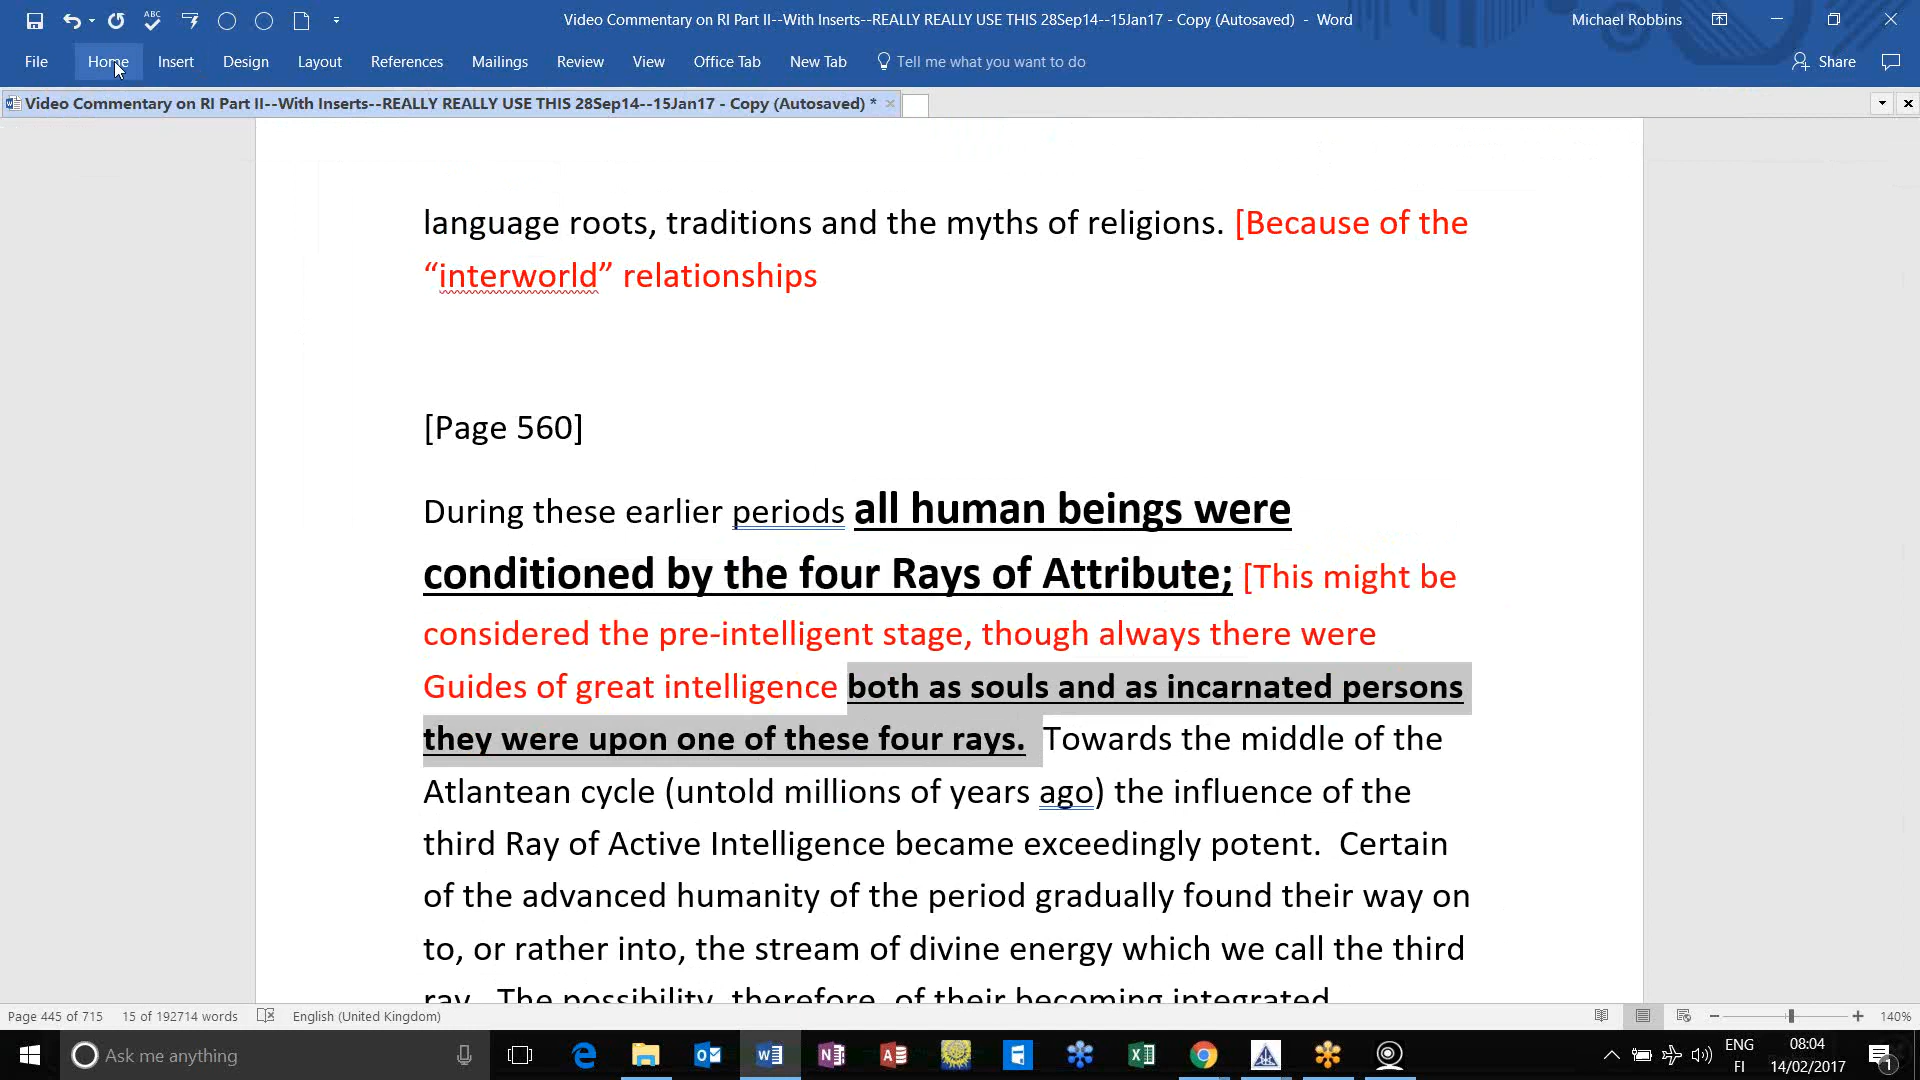 ABC
Video Commentary on RI Part II--With Inserts--REALLY REALLY USE THIS 28Sep14--15Jan17 - Copy (Autosaved) - Word
Michael Robbins
File Home Insert Design Layout References Mailings Review View Office Tab New Tab Tell me what you want to do Share
Video Commentary on RI Part II--With Inserts--REALLY REALLY USE THIS 28Sep14--15Jan17 - Copy (Autosaved) *
language roots, traditions and the myths of religions. [Because of the
“interworld” relationships
[Page 560]
During these earlier periods all human beings were
conditioned by the four Rays of Attribute; [This might be
considered the pre-intelligent stage, though always there were
Guides of great intelligence both as souls and as incarnated persons
they were upon one of these four rays. Towards the middle of the
Atlantean cycle (untold millions of years ago) the influence of the
third Ray of Active Intelligence became exceedingly potent. Certain
of the advanced humanity of the period gradually found their way on
to, or rather into, the stream of divine energy which we call the third
ray. The possibility, therefore, of their becoming integrated
Page 445 of 715 15 of 192714 words English (United Kingdom) 140%
Ask me anything
ENG
FI
08:04
14/02/2017
1